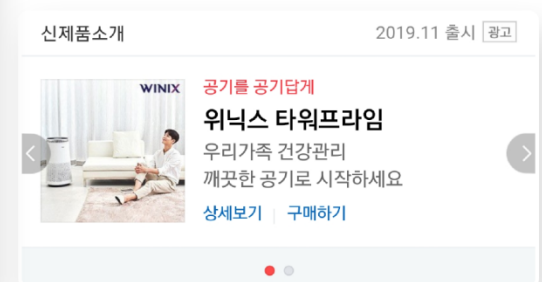 신제품소개
2019.11 출시 광고
WINIX
공기를 공기답게
위닉스 타워프라임
우리가족 건강관리
깨끗한 공기로 시작하세요
상세보기 구매하기